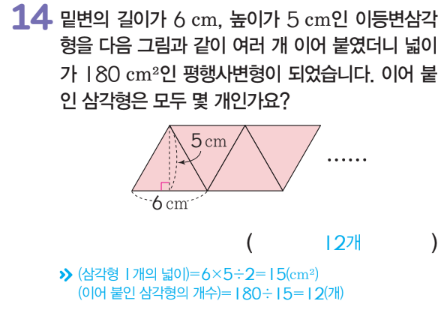 14 밑변의 길이가 6 cm, 높이가 5 cm인 이등변삼각
형을 다음 그림과 같이 여러 개 이어 붙였더니 넓이
가 180 cm²인 평행사변형이 되었습니다. 이어 붙
인 삼각형은 모두 몇 개인가요?
5 cm
······
6 cm
( 12개 )
» (삼각형 1개의 넓이)=6×5÷2=15(cm²)
(이어 붙인 삼각형의 개수)=180÷15=12(개)